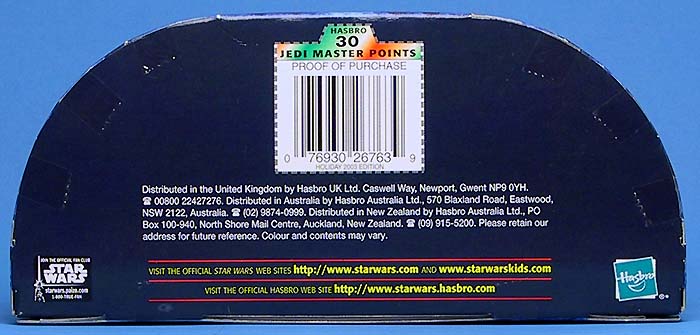 HASBRO
30
JEDI MASTER POINTS
PROOF OF PURCHASE
0 76930 26763 9
HOLIDAY 2003 EDITION
Distributed in the United Kingdom by Hasbro UK Ltd. Caswell Way, Newport, Gwent NP9 0YH.
☎ 00800 22427276. Distributed in Australia by Hasbro Australia Ltd., 570 Blaxland Road, Eastwood,
NSW 2122, Australia. ☎ (02) 9874-0999. Distributed in New Zealand by Hasbro Australia Ltd., PO
Box 100-940, North Shore Mail Centre, Auckland, New Zealand. ☎ (09) 915-5200. Please retain our
address for future reference. Colour and contents may vary.
JOIN THE OFFICIAL FAN CLUB
STAR
WARS
www.starwars.paizo.com
1-800-TRUE-FAN
VISIT THE OFFICIAL STAR WARS WEB SITES http://www.starwars.com AND www.starwarskids.com
VISIT THE OFFICIAL HASBRO WEB SITE http://www.starwars.hasbro.com
Hasbro
®